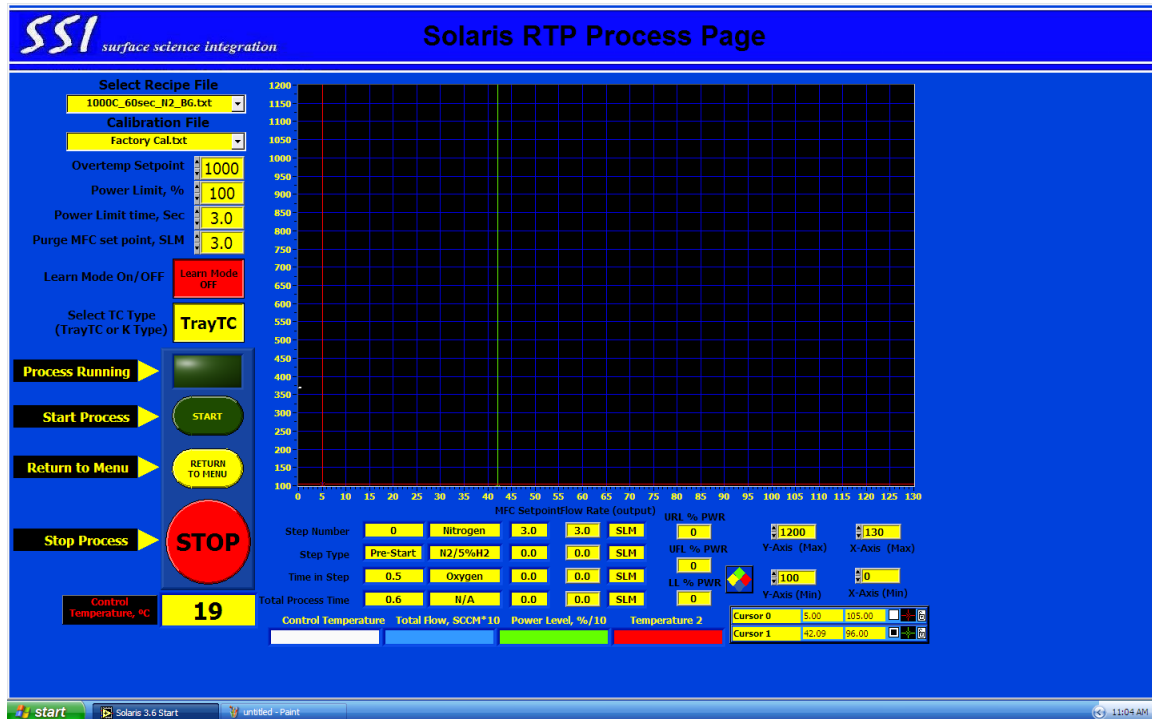 SSI surface science integration
Solaris RTP Process Page
Select Recipe File
1000C_60sec_N2_BG.txt
Calibration File
Factory Cal.txt
Overtemp Setpoint 1000
Power Limit, % 100
Power Limit time, Sec 3.0
Purge MFC set point, SLM 3.0
Learn Mode On/OFF
Learn Mode
OFF
Select TC Type
(TrayTC or K Type)
TrayTC
Process Running
Start Process
START
Return to Menu
RETURN
TO MENU
Stop Process
STOP
Control
Temperature, ºC
19
1200
1150
1100
1050
1000
950
900
850
800
750
700
650
600
550
500
450
400
350
300
250
200
150
100
0 5 10 15 20 25 30 35 40 45 50 55 60 65 70 75 80 85 90 95 100 105 110 115 120 125 130
MFC Setpoint Flow Rate (output)
Step Number 0 Nitrogen 3.0 3.0 SLM
Step Type Pre-Start N2/5%H2 0.0 0.0 SLM
Time in Step 0.5 Oxygen 0.0 0.0 SLM
Total Process Time 0.6 N/A 0.0 0.0 SLM
URL % PWR
0
UFL % PWR
0
LL % PWR
0
1200
Y-Axis (Max)
130
X-Axis (Max)
100
Y-Axis (Min)
0
X-Axis (Min)
Control Temperature Total Flow, SCCM*10 Power Level, %/10 Temperature 2
Cursor 0 5.00 105.00
Cursor 1 42.09 96.00
start
Solaris 3.6 Start
untitled - Paint
11:04 AM